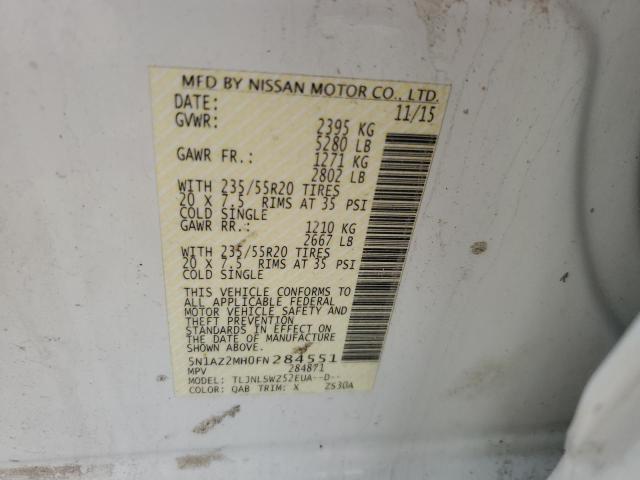 MFD BY NISSAN MOTOR CO., LTD.
DATE: 11/15
GVWR: 2395 KG
5280 LB
GAWR FR.: 1271 KG
2802 LB
WITH 235/55R20 TIRES
20 X 7.5 RIMS AT 35 PSI
COLD SINGLE
GAWR RR.: 1210 KG
2667 LB
WITH 235/55R20 TIRES
20 X 7.5 RIMS AT 35 PSI
COLD SINGLE
THIS VEHICLE CONFORMS TO
ALL APPLICABLE FEDERAL
MOTOR VEHICLE SAFETY AND
THEFT PREVENTION
STANDARDS IN EFFECT ON THE
DATE OF MANUFACTURE
SHOWN ABOVE.
5N1AZ2MH0FN284551
MPV 284871
MODEL: TLJNLSWZ52EUA--D--
COLOR: QAB TRIM: X ZS30A